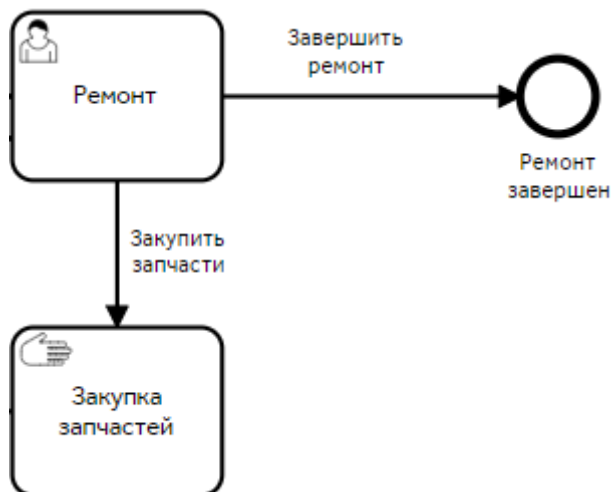 Завершить
ремонт
Ремонт
Ремонт
завершен
Закупить
запчасти
Закупка
запчастей